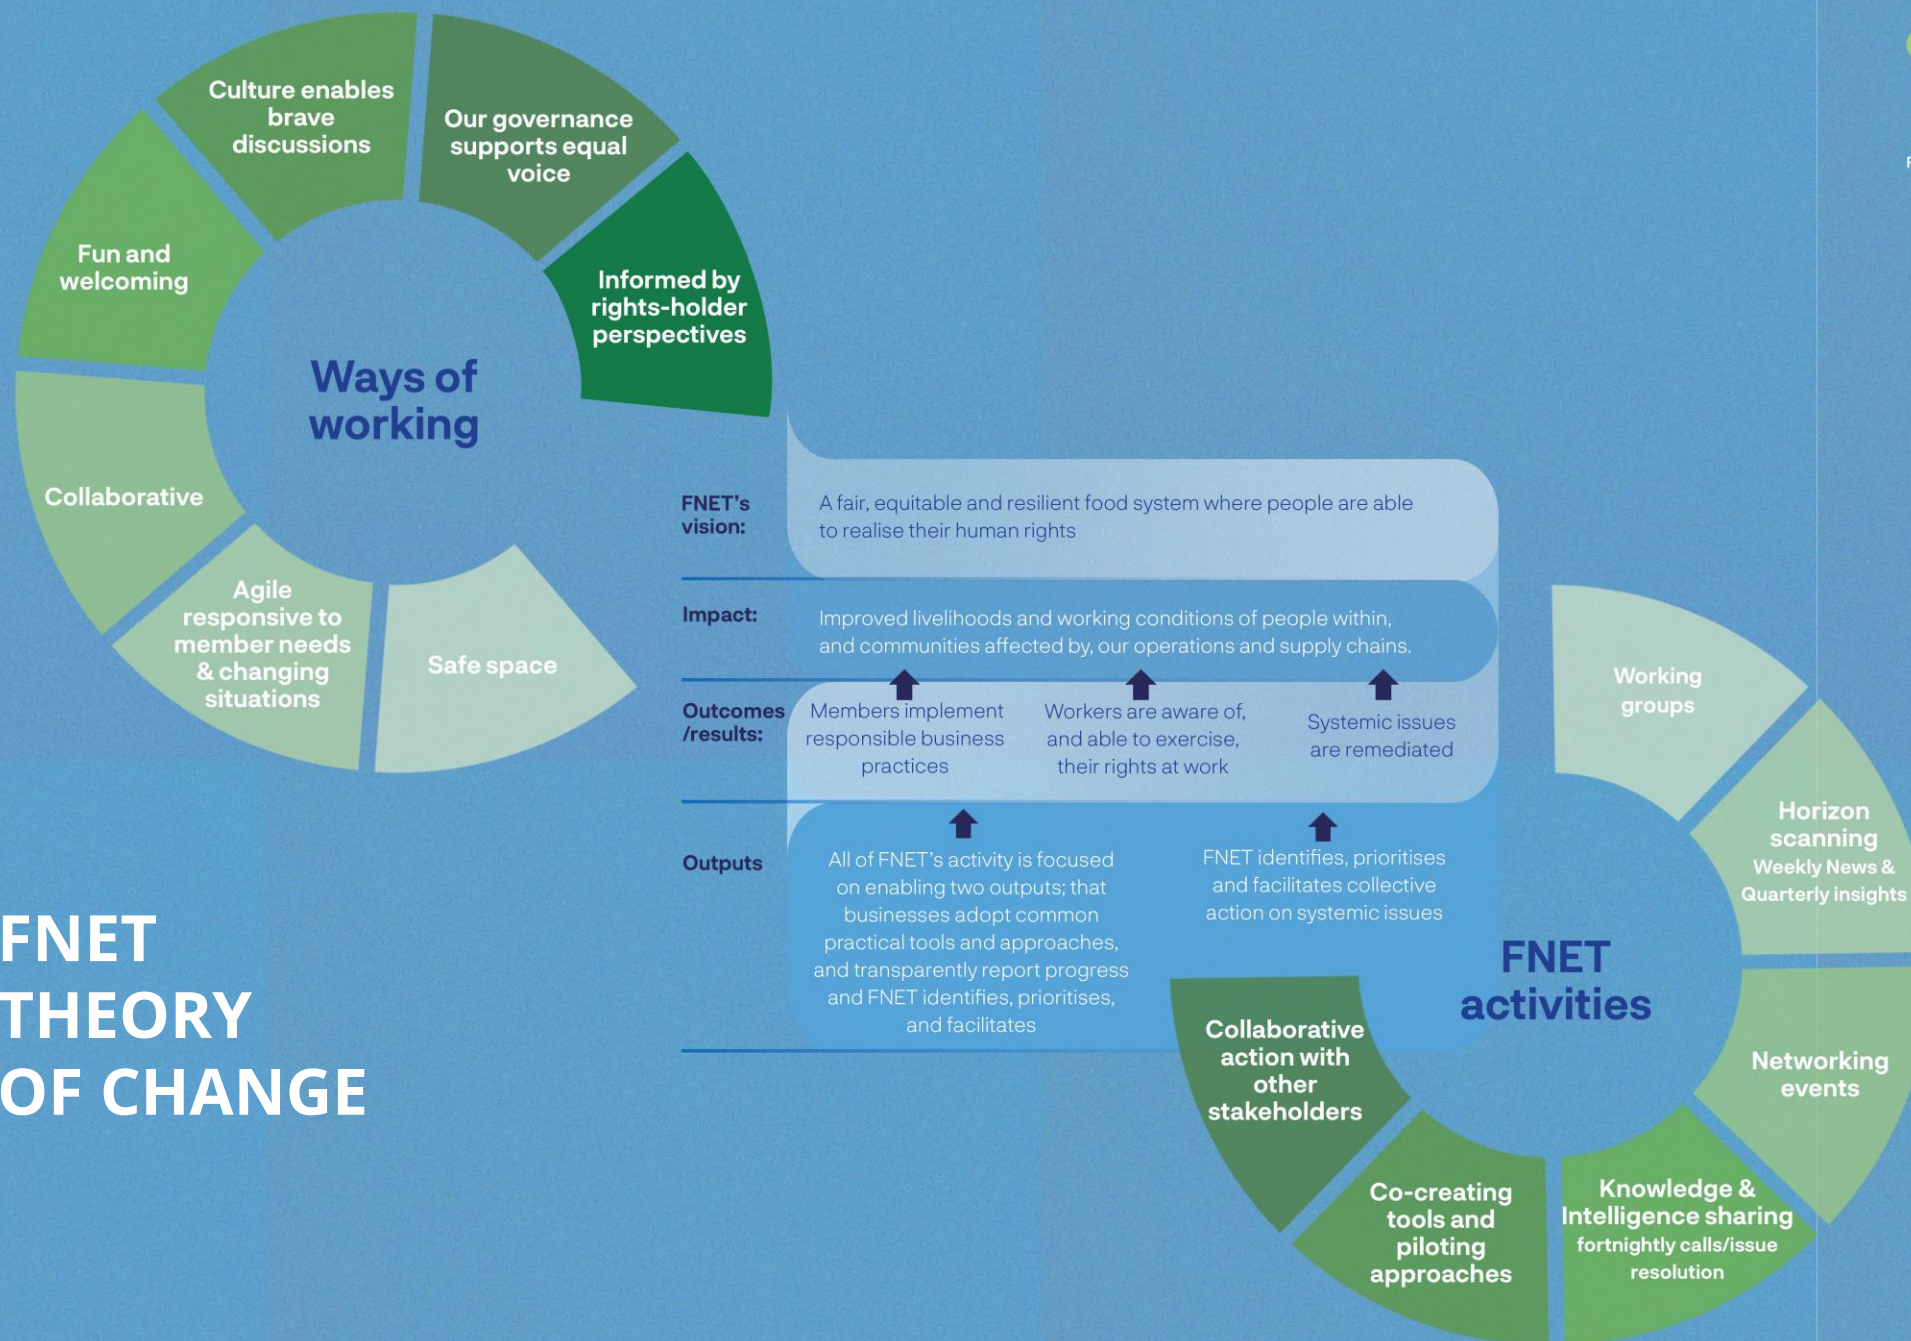 Culture enables
brave
discussions
Our governance
supports equal
voice
Fun and
welcoming
Informed by
rights-holder
perspectives
Ways of
working
Collaborative
Agile
responsive to
member needs
& changing
situations
Safe space
FNET's
vision:
A fair, equitable and resilient food system where people are able
to realise their human rights
Impact:
Improved livelihoods and working conditions of people within,
and communities affected by, our operations and supply chains.
Outcomes
/results:
Members implement
responsible business
practices
Workers are aware of,
and able to exercise,
their rights at work
Systemic issues
are remediated
Outputs
All of FNET's activity is focused
on enabling two outputs; that
businesses adopt common
practical tools and approaches,
and transparently report progress
and FNET identifies, prioritises,
and facilitates
FNET identifies, prioritises
and facilitates collective
action on systemic issues
FNET
activities
Working
groups
Horizon
scanning
Weekly News &
Quarterly insights
Networking
events
Knowledge &
Intelligence sharing
fortnightly calls/issue
resolution
Co-creating
tools and
piloting
approaches
Collaborative
action with
other
stakeholders
FNET
THEORY
OF CHANGE